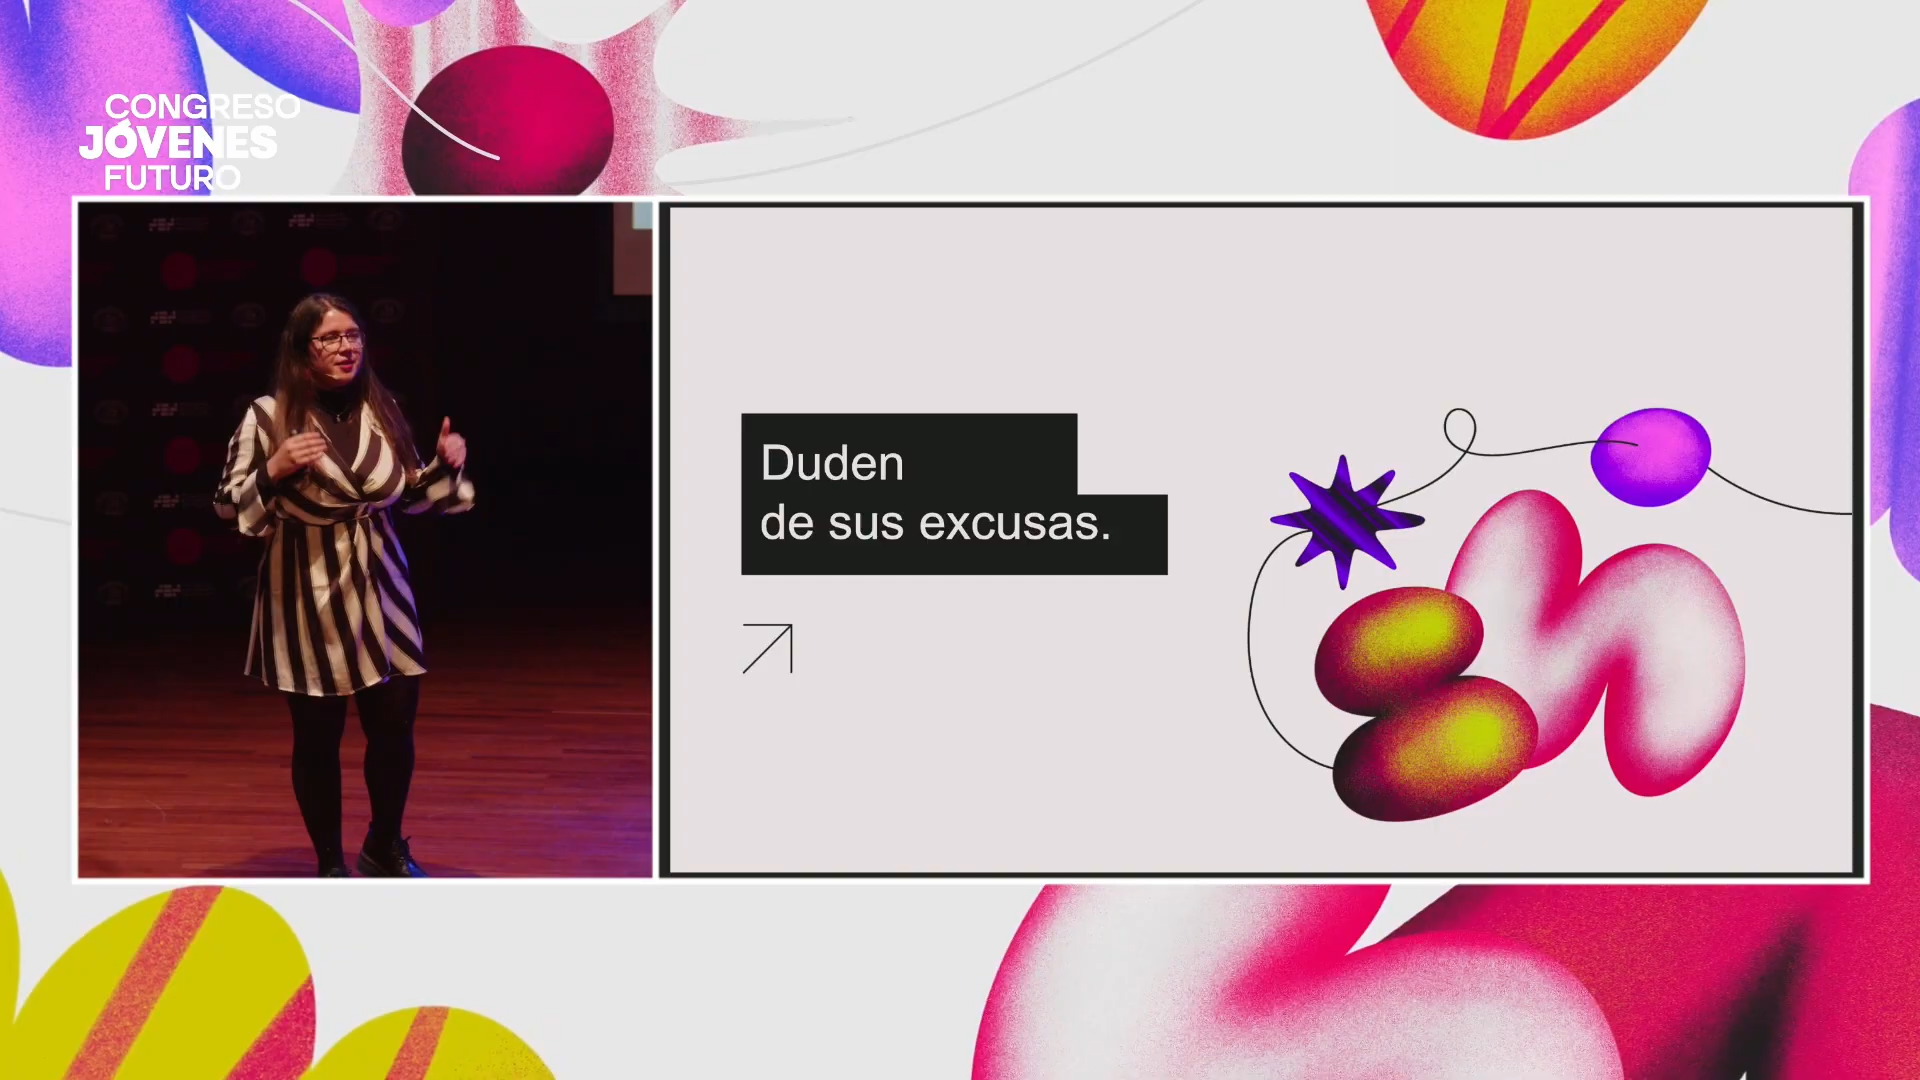 CONGRESO
JÓVENES
FUTURO
Duden
de sus excusas.